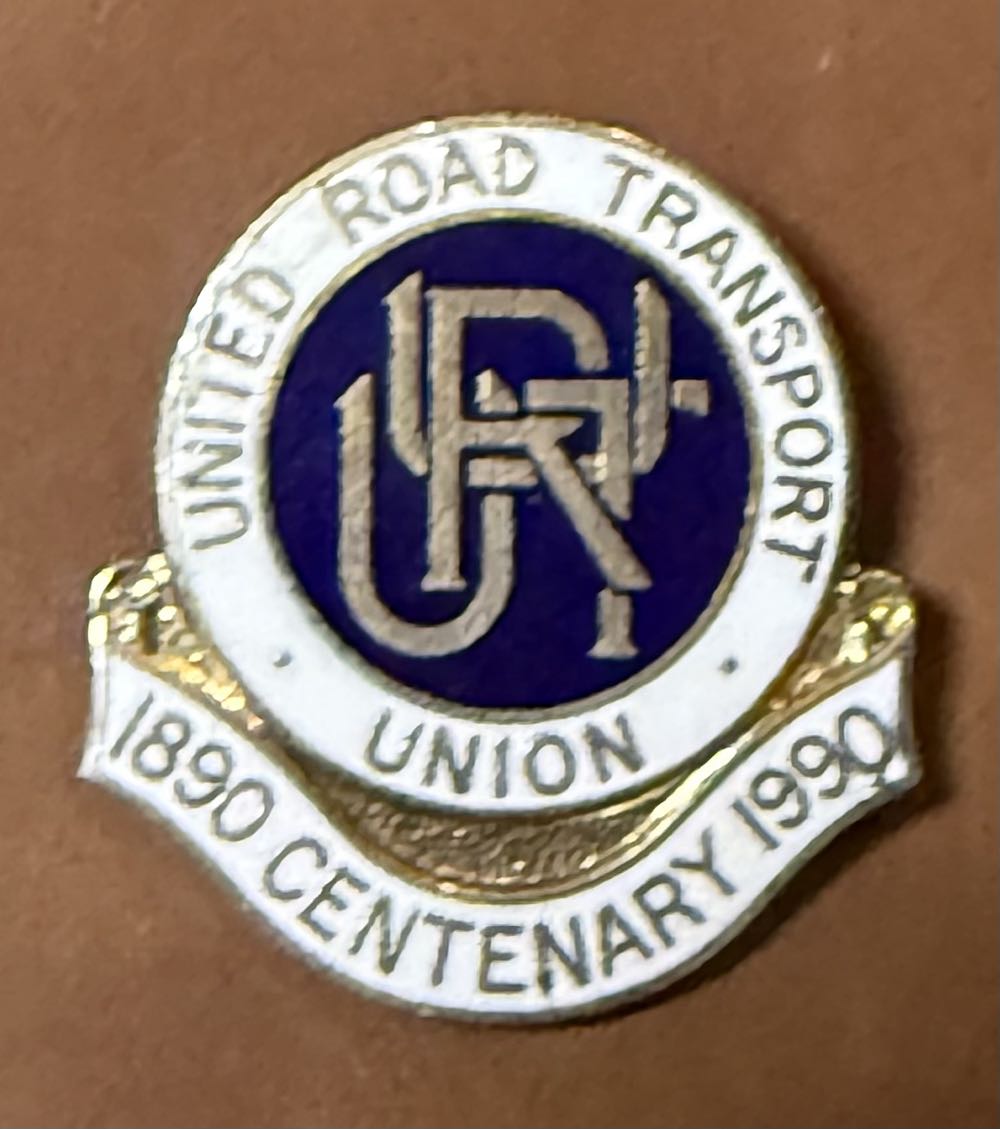 UNITED ROAD TRANSPORT
UNION
URTU
1890 CENTENARY 1990